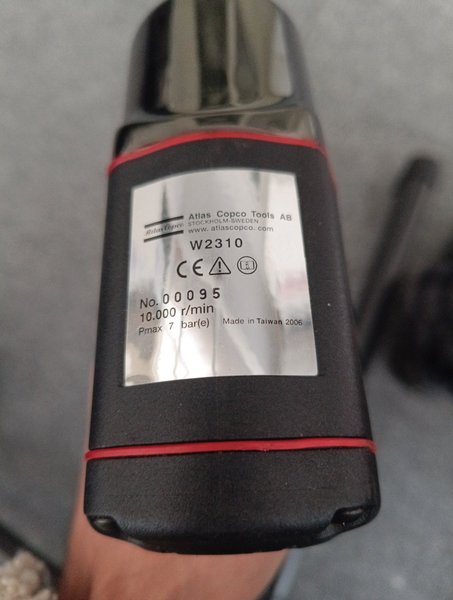 Atlas Copco
Atlas Copco Tools AB
STOCKHOLM-SWEDEN
www.atlascopco.com
W2310
CE
No. 00095
10.000 r/min
Pmax 7 bar(e) Made in Taiwan 2006